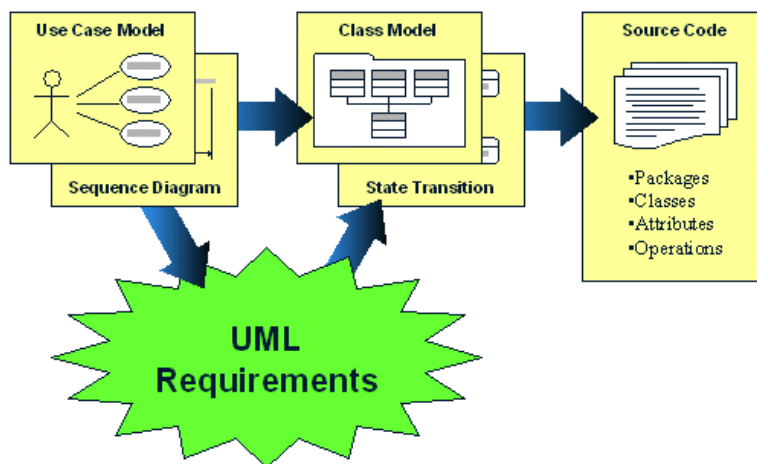 Use Case Model
Sequence Diagram
Class Model
State Transition
Source Code
•Packages
•Classes
•Attributes
•Operations
UML
Requirements